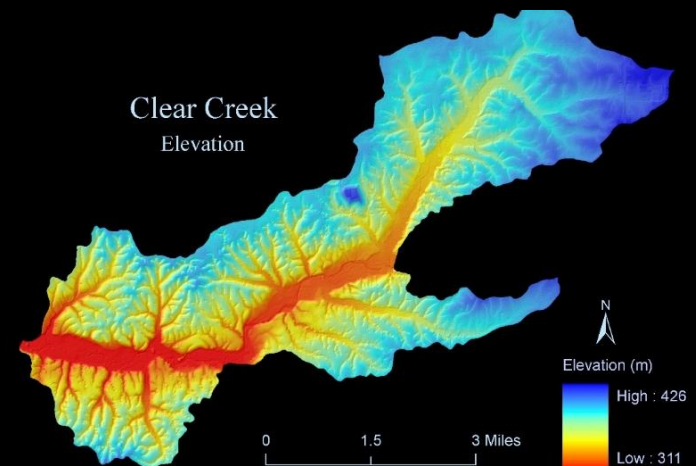 Clear Creek
Elevation
N
Elevation (m)
High : 426
Low : 311
0 1.5 3 Miles